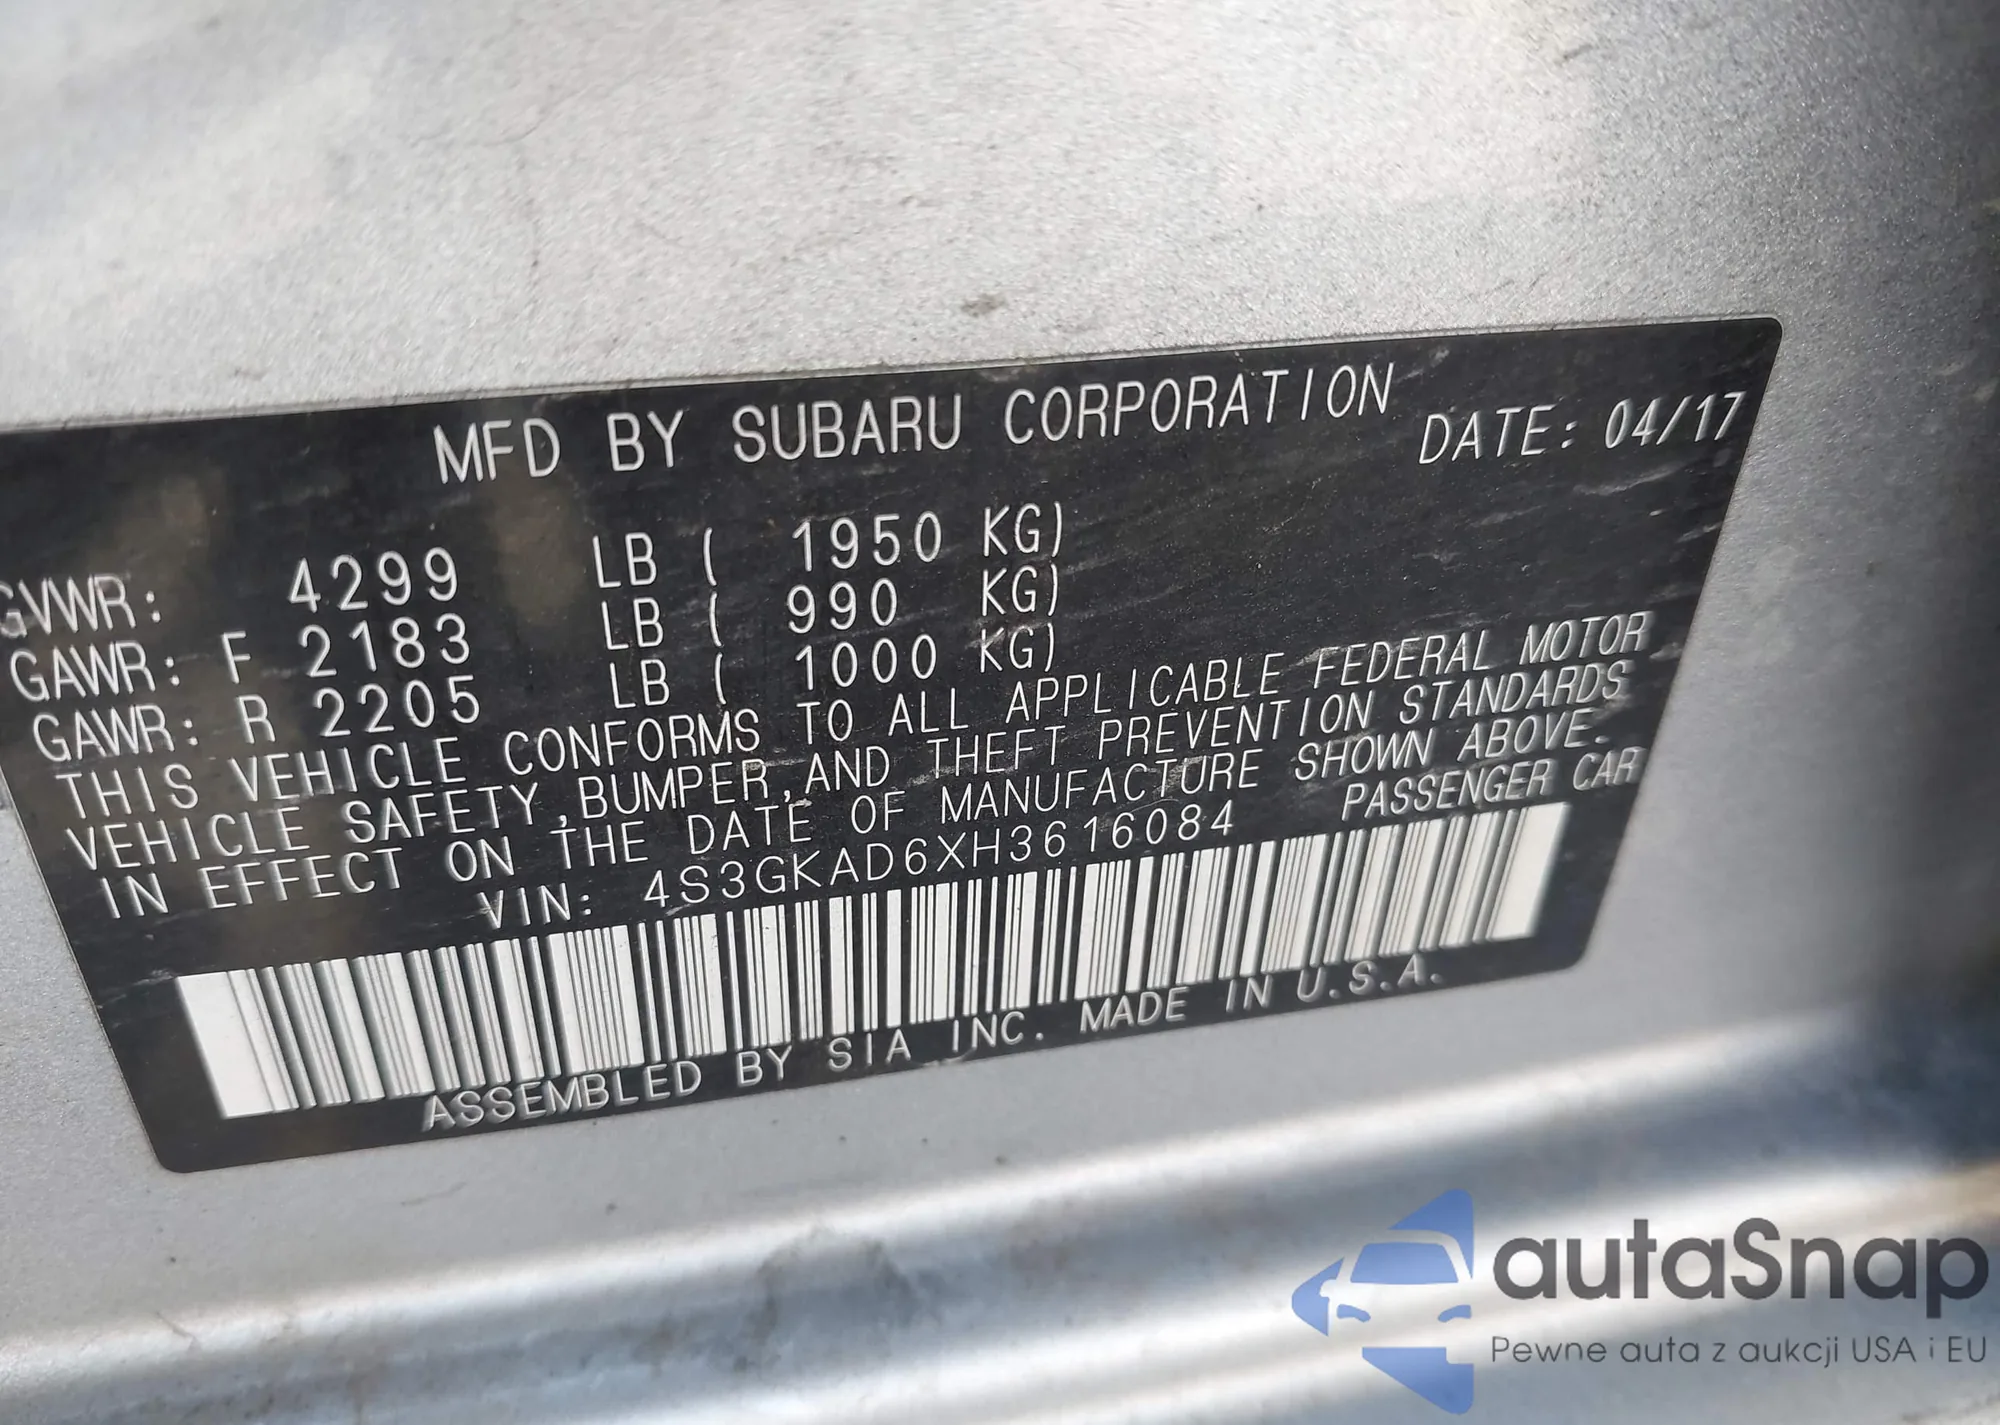 MFD BY SUBARU CORPORATION DATE: 04/17
GVWR: 4299 LB ( 1950 KG)
GAWR: F 2183 LB ( 990 KG)
GAWR: R 2205 LB ( 1000 KG)
THIS VEHICLE CONFORMS TO ALL APPLICABLE FEDERAL MOTOR
VEHICLE SAFETY,BUMPER,AND THEFT PREVENTION STANDARDS
IN EFFECT ON THE DATE OF MANUFACTURE SHOWN ABOVE.
VIN: 4S3GKAD6XH3616084 PASSENGER CAR
ASSEMBLED BY SIA INC. MADE IN U.S.A.
autaSnap
Pewne auta z aukcji USA i EU